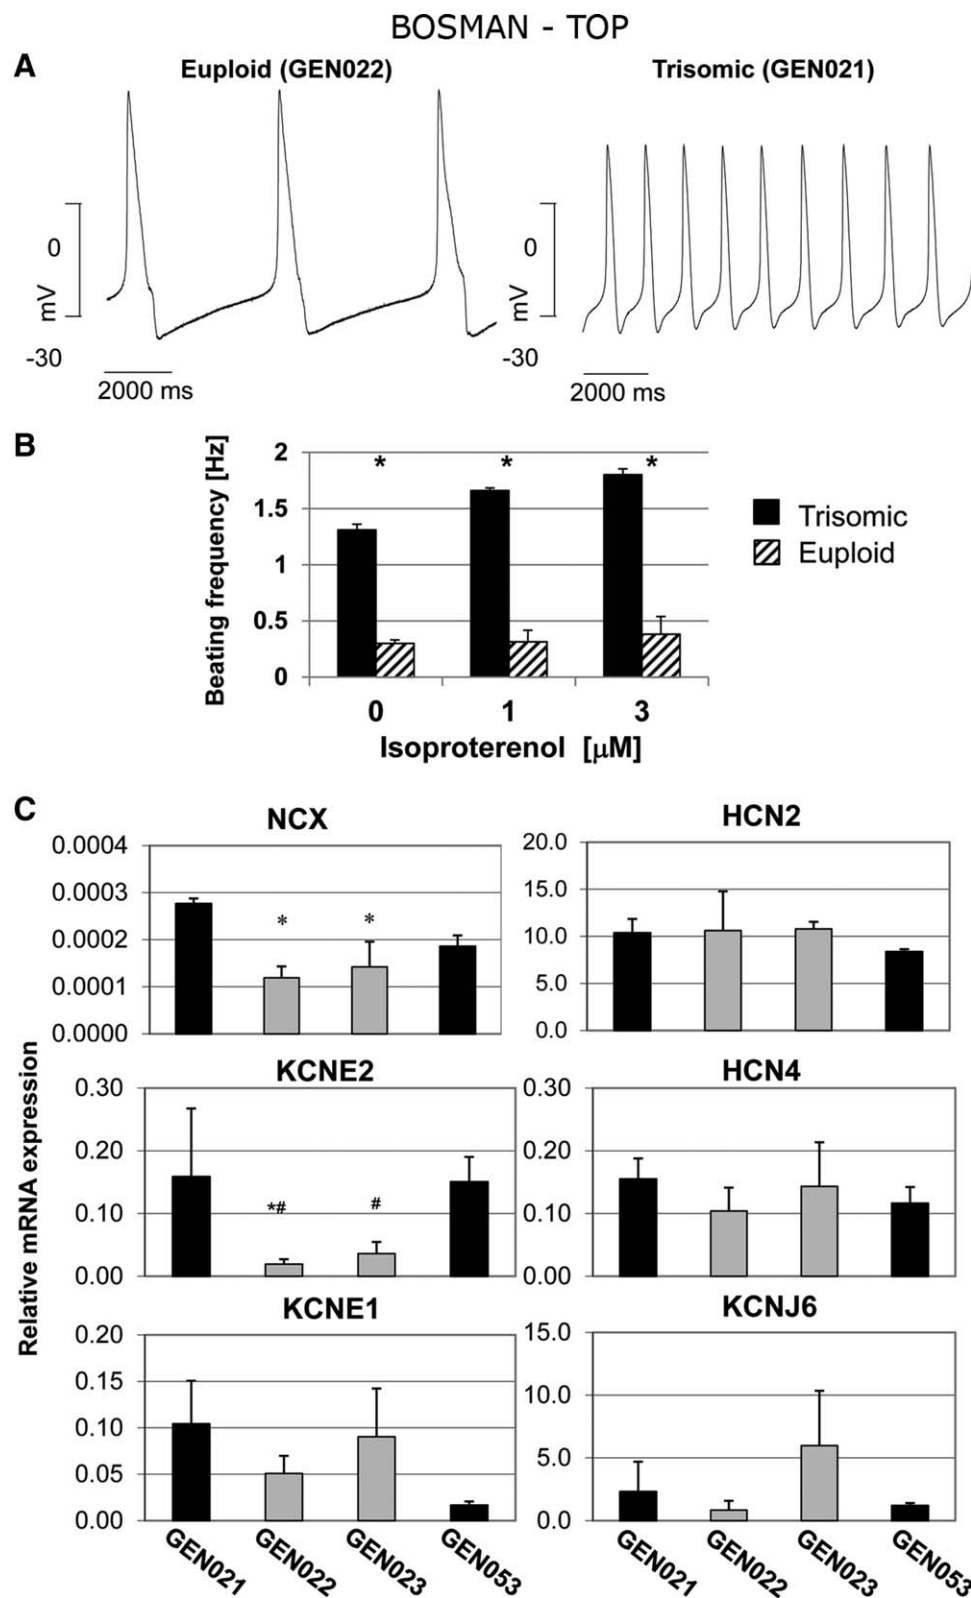 BOSMAN - TOP
A
Euploid (GEN022)
Trisomic (GEN021)
0
mV
-30
2000 ms
0
mV
-30
2000 ms
B
Beating frequency [Hz]
2
1.5
1
0.5
0
* * *
0 1 3
Isoproterenol [μM]
Trisomic
Euploid
C
Relative mRNA expression
NCX
0.0004
0.0003
0.0002
0.0001
0.0000
* *
HCN2
20.0
15.0
10.0
5.0
0.0
KCNE2
0.30
0.20
0.10
0.00
*# #
HCN4
0.30
0.20
0.10
0.00
KCNE1
0.20
0.15
0.10
0.05
0.00
GEN021 GEN022 GEN023 GEN053
KCNJ6
15.0
10.0
5.0
0.0
GEN021 GEN022 GEN023 GEN053